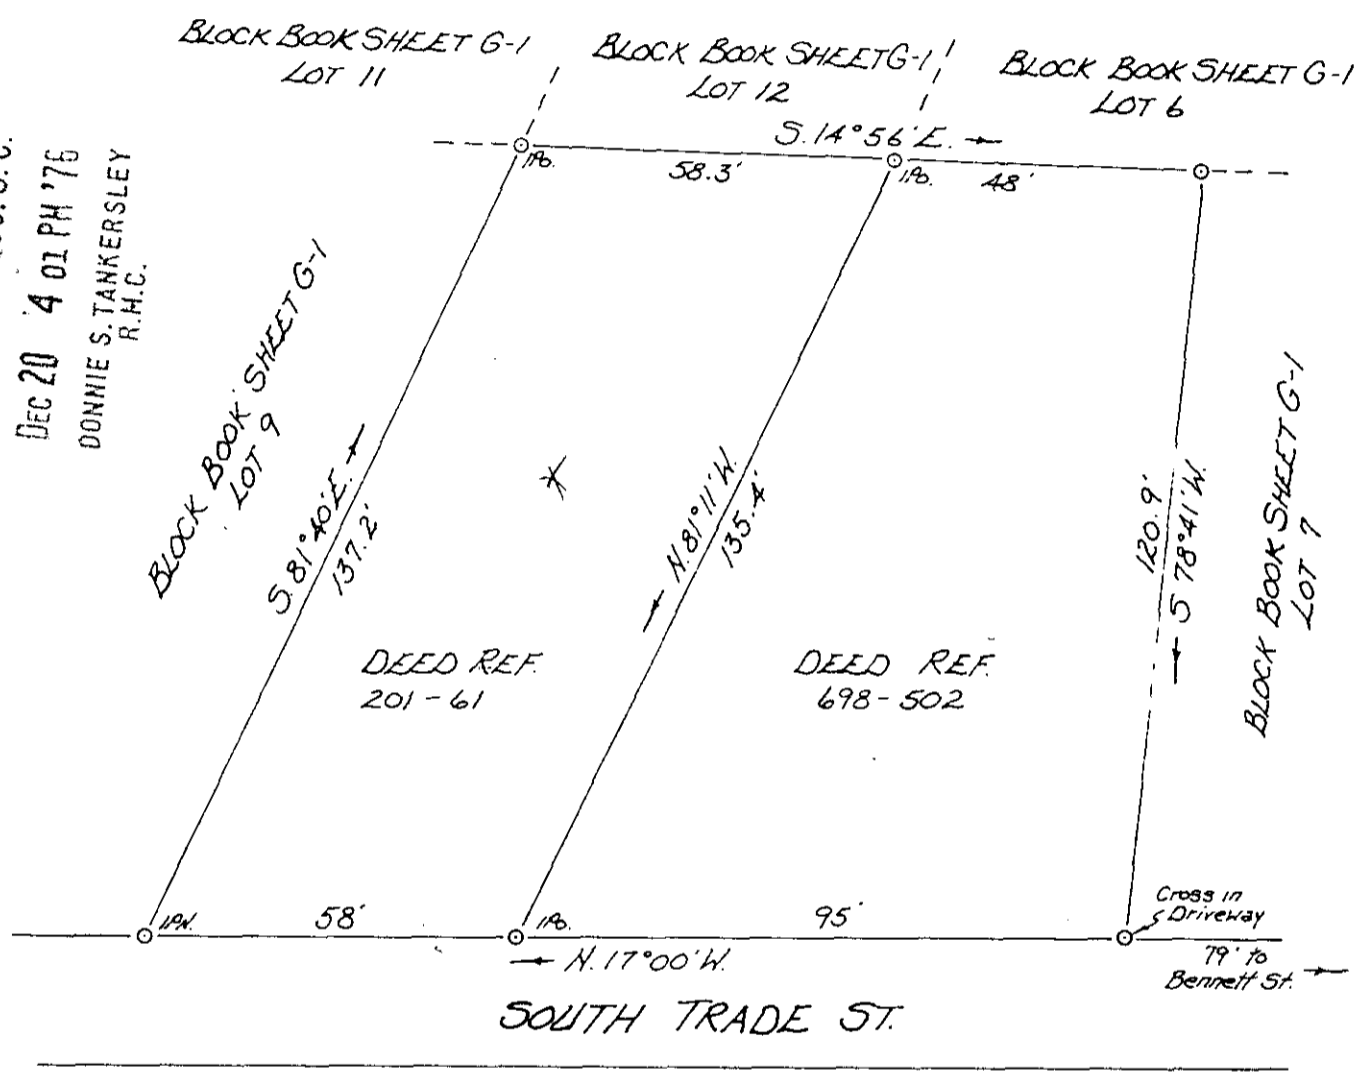 BLOCK BOOK SHEET G-1
LOT 11
BLOCK BOOK SHEET G-1
LOT 12
BLOCK BOOK SHEET G-1
LOT 6
DEC 20 4 01 PM '76
DONNIE S. TANKERSLEY
R.M.C.
S. 14°56' E.
I.P.O.
58.3'
I.P.O.
48'
BLOCK BOOK SHEET G-1
LOT 9
S. 81°40' E.
137.2'
N. 81°11' W.
135.4'
120.9'
S 78°41' W.
BLOCK BOOK SHEET G-1
LOT 7
DEED REF.
201-61
DEED REF.
698-502
I.P.N.
58'
I.P.O.
95'
Cross in
Driveway
N. 17°00' W.
79' to
Bennett St.
SOUTH TRADE ST.